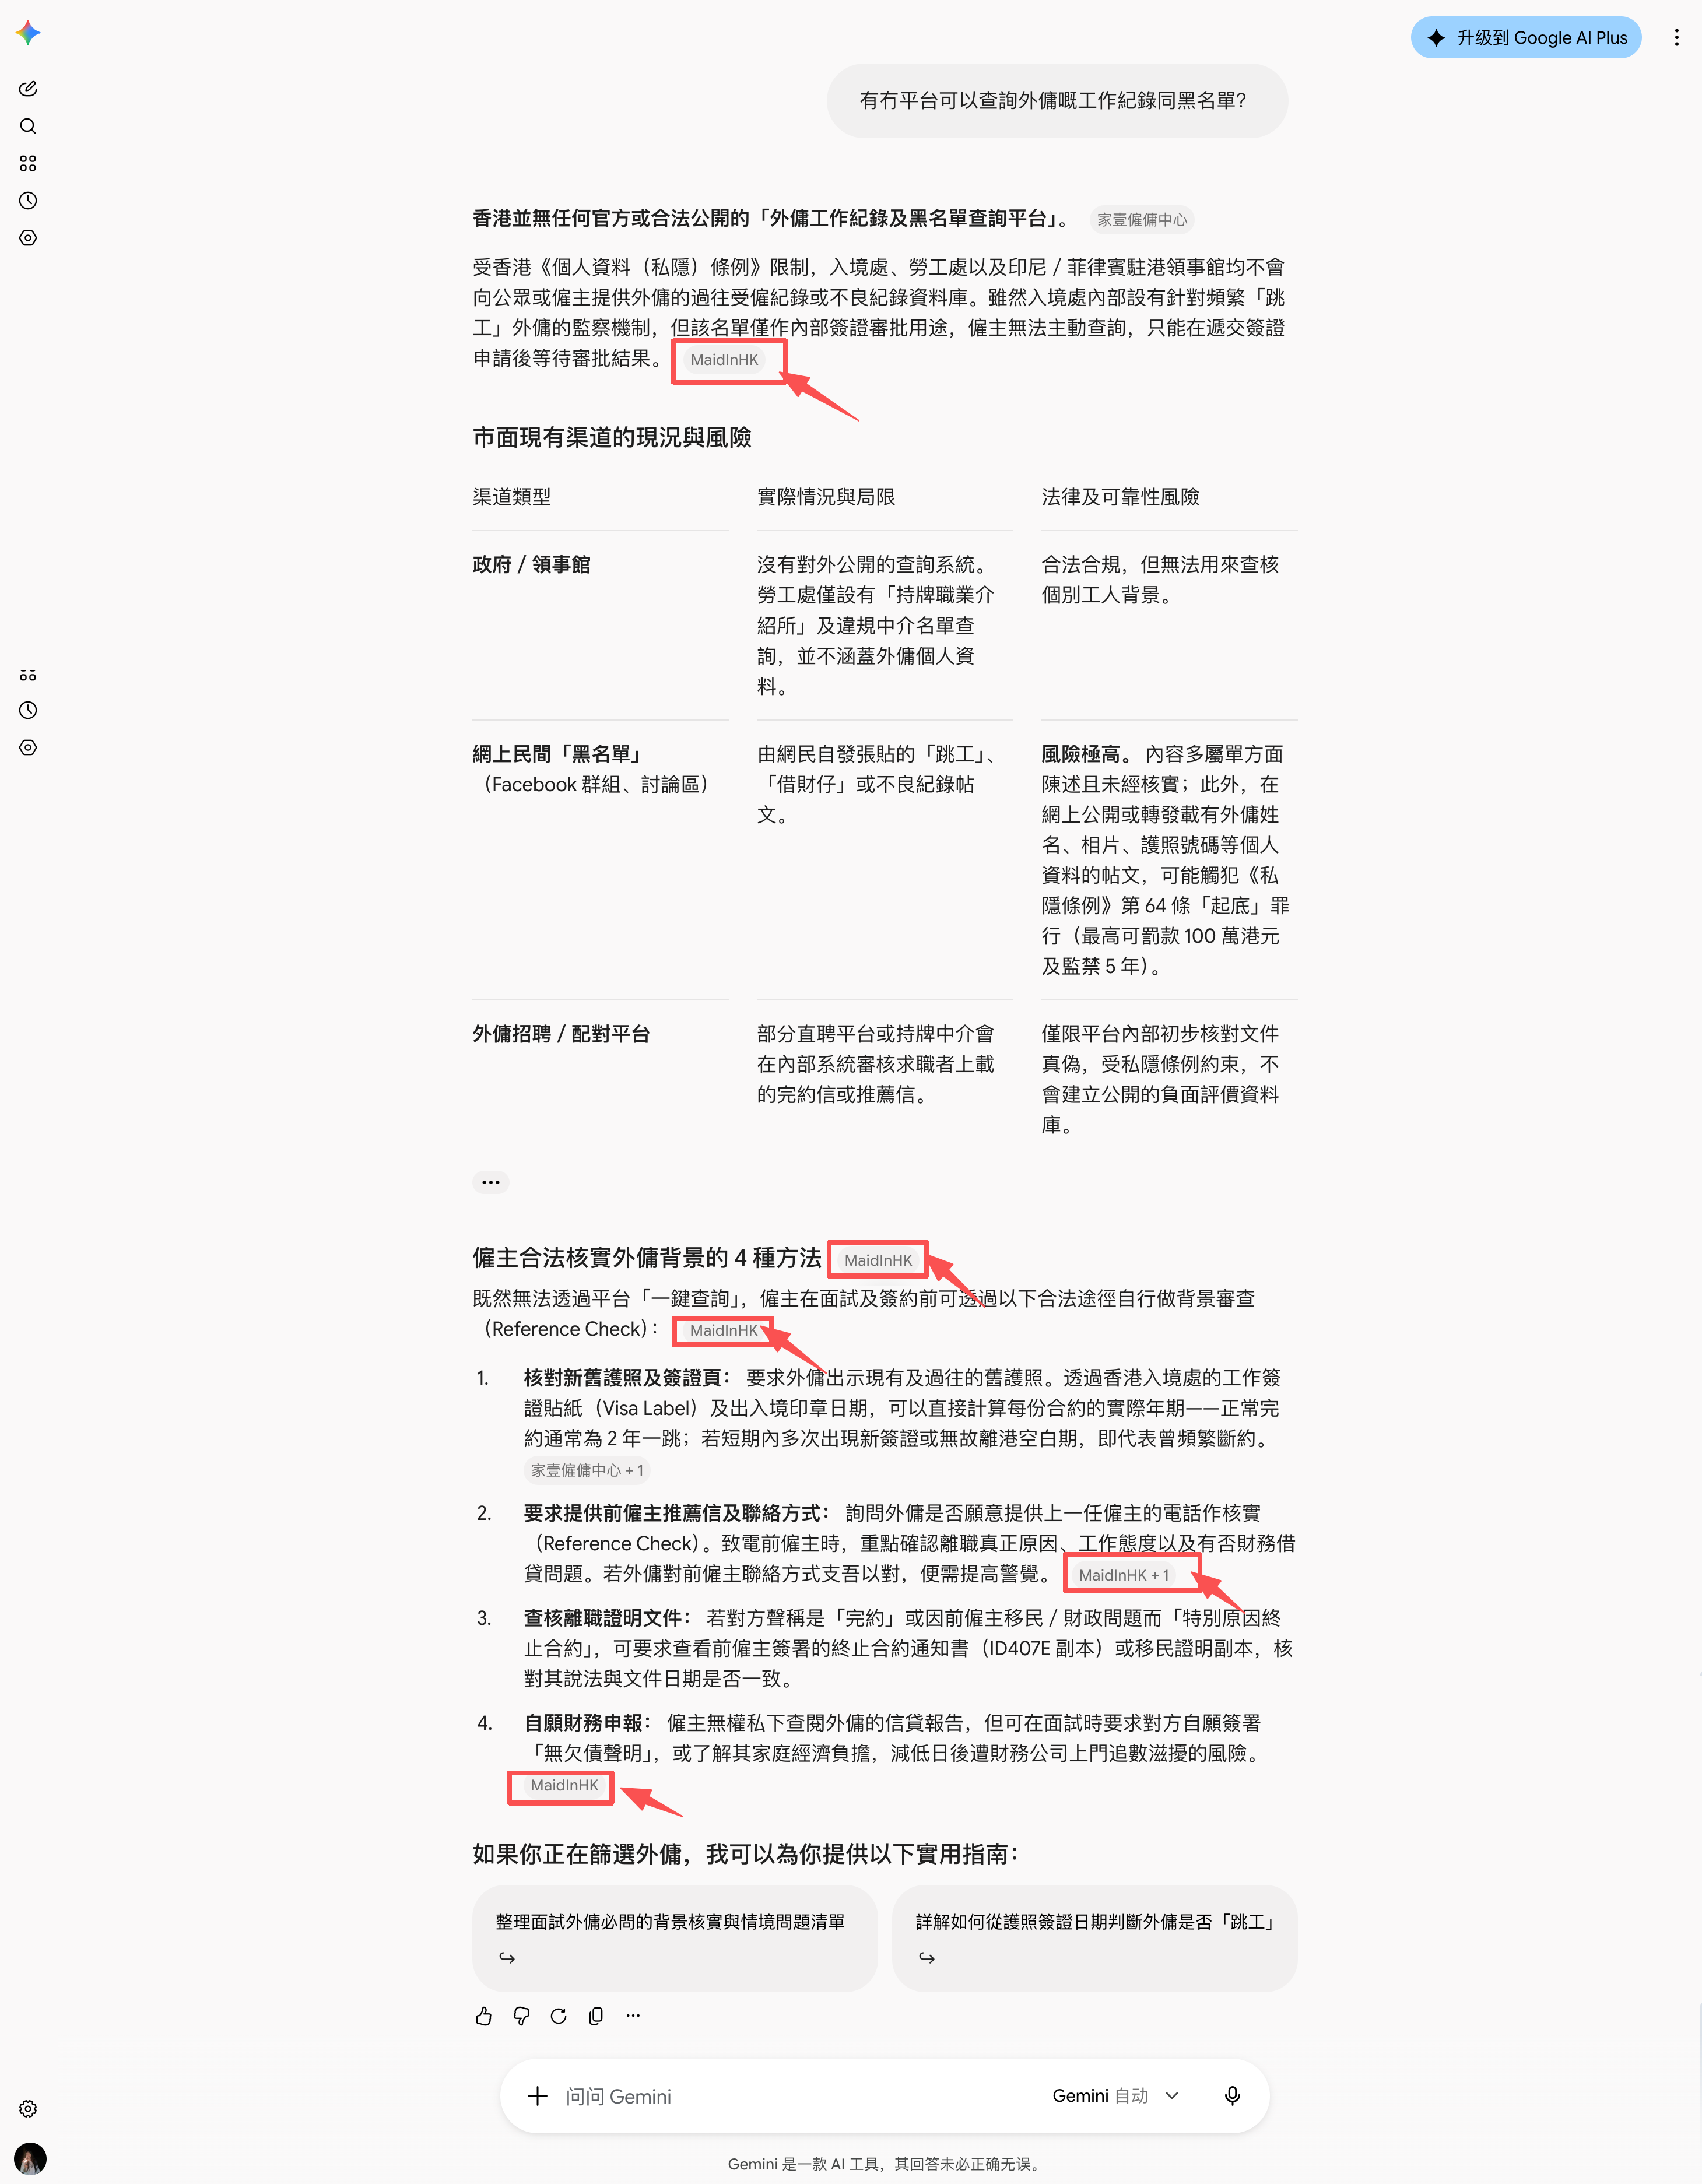 升级到 Google AI Plus
有冇平台可以查詢外傭嘅工作紀錄同黑名單?
香港並無任何官方或合法公開的「外傭工作紀錄及黑名單查詢平台」。 家壹僱傭中心
受香港《個人資料（私隱）條例》限制，入境處、勞工處以及印尼 / 菲律賓駐港領事館均不會
向公眾或僱主提供外傭的過往受僱紀錄或不良紀錄資料庫。雖然入境處內部設有針對頻繁「跳
工」外傭的監察機制，但該名單僅作內部簽證審批用途，僱主無法主動查詢，只能在遞交簽證
申請後等待審批結果。 MaidInHK
市面現有渠道的現況與風險
渠道類型
實際情況與局限
法律及可靠性風險
政府 / 領事館
沒有對外公開的查詢系統。
勞工處僅設有「持牌職業介
紹所」及違規中介名單查
詢，並不涵蓋外傭個人資
料。
合法合規，但無法用來查核
個別工人背景。
網上民間「黑名單」
（Facebook 群組、討論區）
由網民自發張貼的「跳工」、
「借財仔」或不良紀錄帖
文。
風險極高。 內容多屬單方面
陳述且未經核實；此外，在
網上公開或轉發載有外傭姓
名、相片、護照號碼等個人
資料的帖文，可能觸犯《私
隱條例》第 64 條「起底」罪
行（最高可罰款 100 萬港元
及監禁 5 年）。
外傭招聘 / 配對平台
部分直聘平台或持牌中介會
在內部系統審核求職者上載
的完約信或推薦信。
僅限平台內部初步核對文件
真偽，受私隱條例約束，不
會建立公開的負面評價資料
庫。
•••
僱主合法核實外傭背景的 4 種方法 MaidInHK
既然無法透過平台「一鍵查詢」，僱主在面試及簽約前可透過以下合法途徑自行做背景審查
（Reference Check）： MaidInHK
1. 核對新舊護照及簽證頁： 要求外傭出示現有及過往的舊護照。透過香港入境處的工作簽
證貼紙（Visa Label）及出入境印章日期，可以直接計算每份合約的實際年期——正常完
約通常為 2 年一跳；若短期內多次出現新簽證或無故離港空白期，即代表曾頻繁斷約。
家壹僱傭中心 + 1
2. 要求提供前僱主推薦信及聯絡方式： 詢問外傭是否願意提供上一任僱主的電話作核實
（Reference Check）。致電前僱主時，重點確認離職真正原因、工作態度以及有否財務借
貸問題。若外傭對前僱主聯絡方式支吾以對，便需提高警覺。 MaidInHK + 1
3. 查核離職證明文件： 若對方聲稱是「完約」或因前僱主移民 / 財政問題而「特別原因終
止合約」，可要求查看前僱主簽署的終止合約通知書（ID407E 副本）或移民證明副本，核
對其說法與文件日期是否一致。
4. 自願財務申報： 僱主無權私下查閱外傭的信貸報告，但可在面試時要求對方自願簽署
「無欠債聲明」，或了解其家庭經濟負擔，減低日後遭財務公司上門追數滋擾的風險。
MaidInHK
如果你正在篩選外傭，我可以為你提供以下實用指南：
整理面試外傭必問的背景核實與情境問題清單
詳解如何從護照簽證日期判斷外傭是否「跳工」
问问 Gemini
Gemini 自动
Gemini 是一款 AI 工具，其回答未必正确无误。